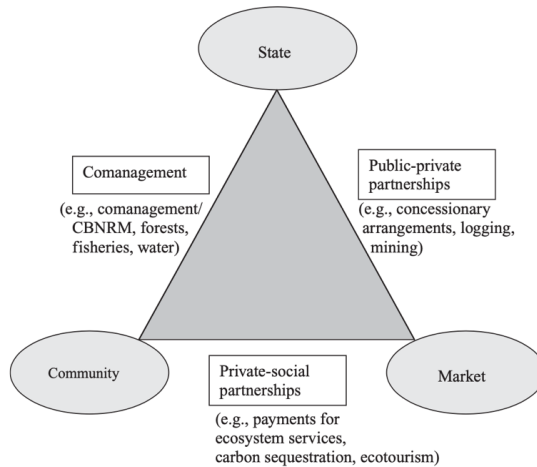 State
Comanagement
(e.g., comanagement/
CBNRM, forests,
fisheries, water)
Public-private
partnerships
(e.g., concessionary
arrangements, logging,
mining)
Community
Private-social
partnerships
(e.g., payments for
ecosystem services,
carbon sequestration, ecotourism)
Market